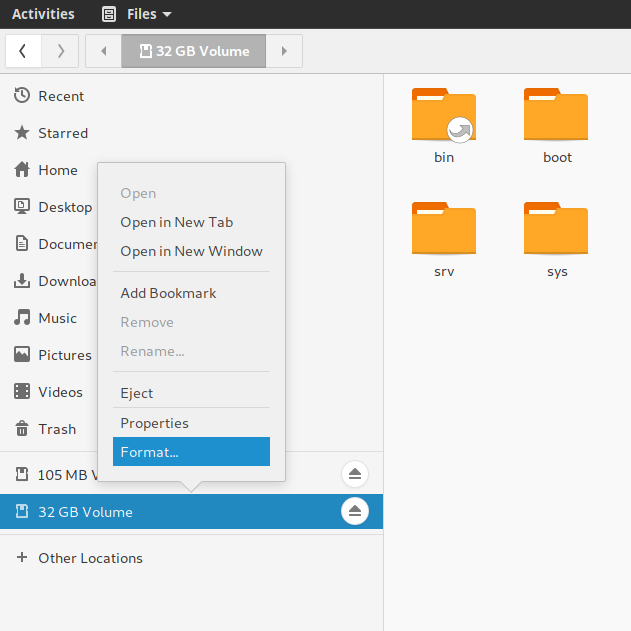 Activities Files
32 GB Volume
Recent
Starred
Home
Desktop
Documen
Downloa
Music
Pictures
Videos
Trash
105 MB V
32 GB Volume
Other Locations
Open
Open in New Tab
Open in New Window
Add Bookmark
Remove
Rename...
Eject
Properties
Format...
bin boot
srv sys